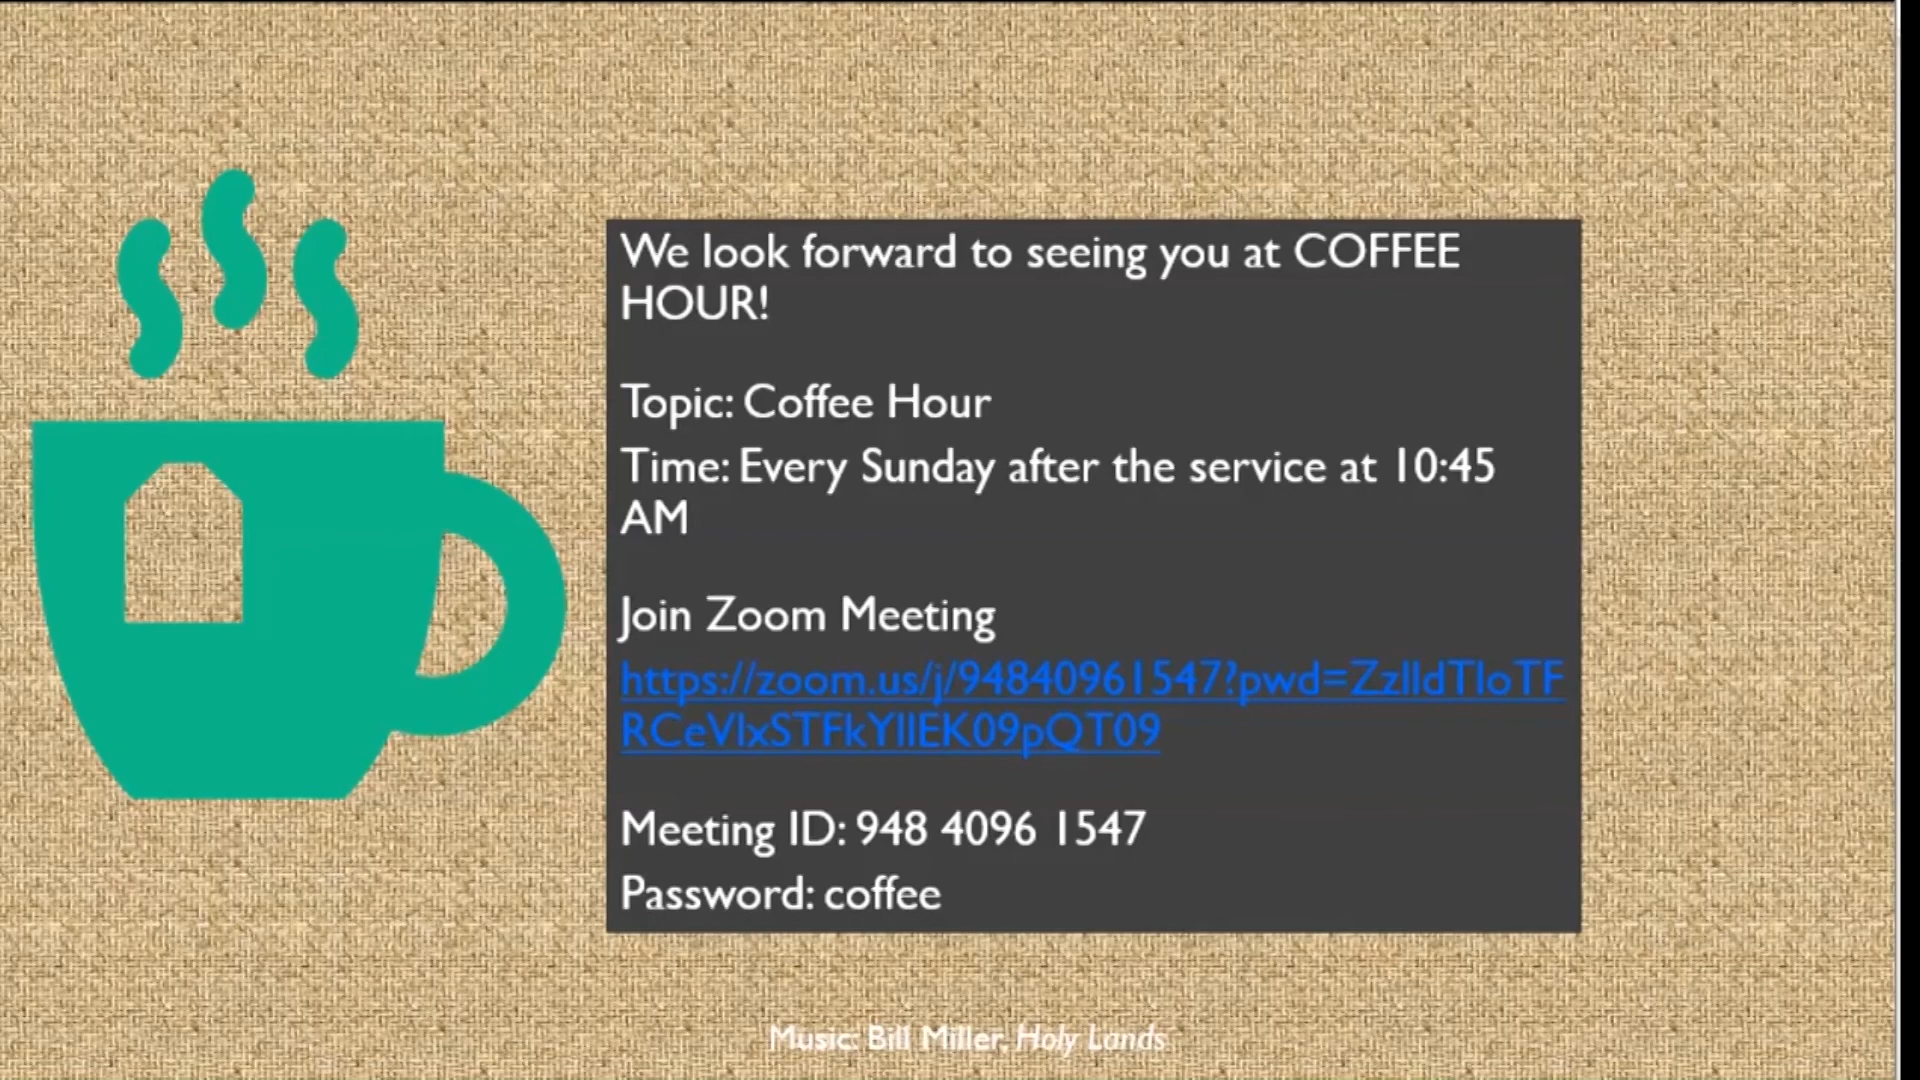 We look forward to seeing you at COFFEE
HOUR!
Topic: Coffee Hour
Time: Every Sunday after the service at 10:45
AM
Join Zoom Meeting
https://zoom.us/j/94840961547?pwd=ZzlldTloTF
RCeVlxSTFkYllEK09pQT09
Meeting ID: 948 4096 1547
Password: coffee
Music: Bill Miller, Holy Lands